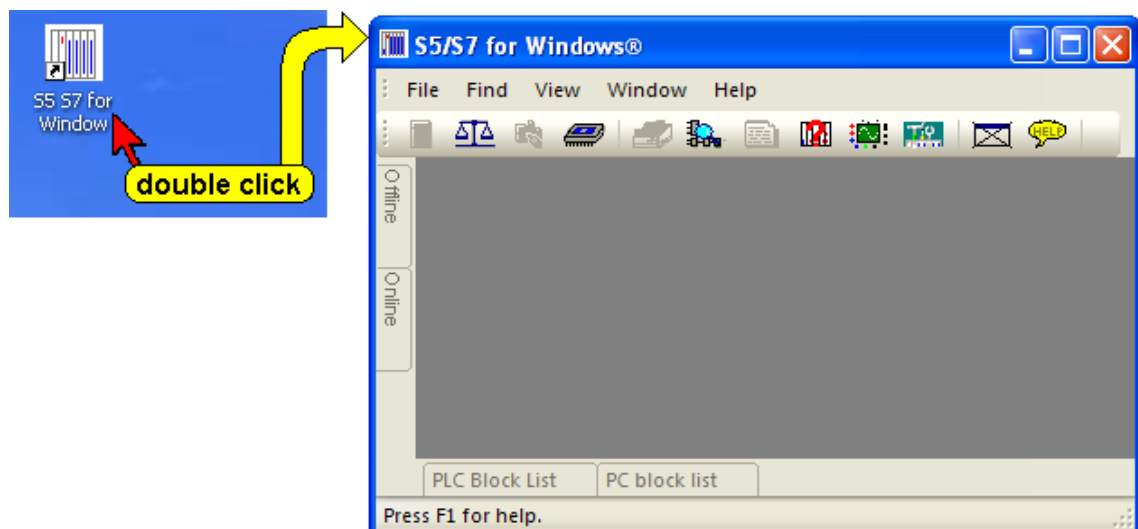 S5 S7 for
Window
double click
S5/S7 for Windows®
File Find View Window Help
HELP
Offline
Online
PLC Block List PC block list
Press F1 for help.